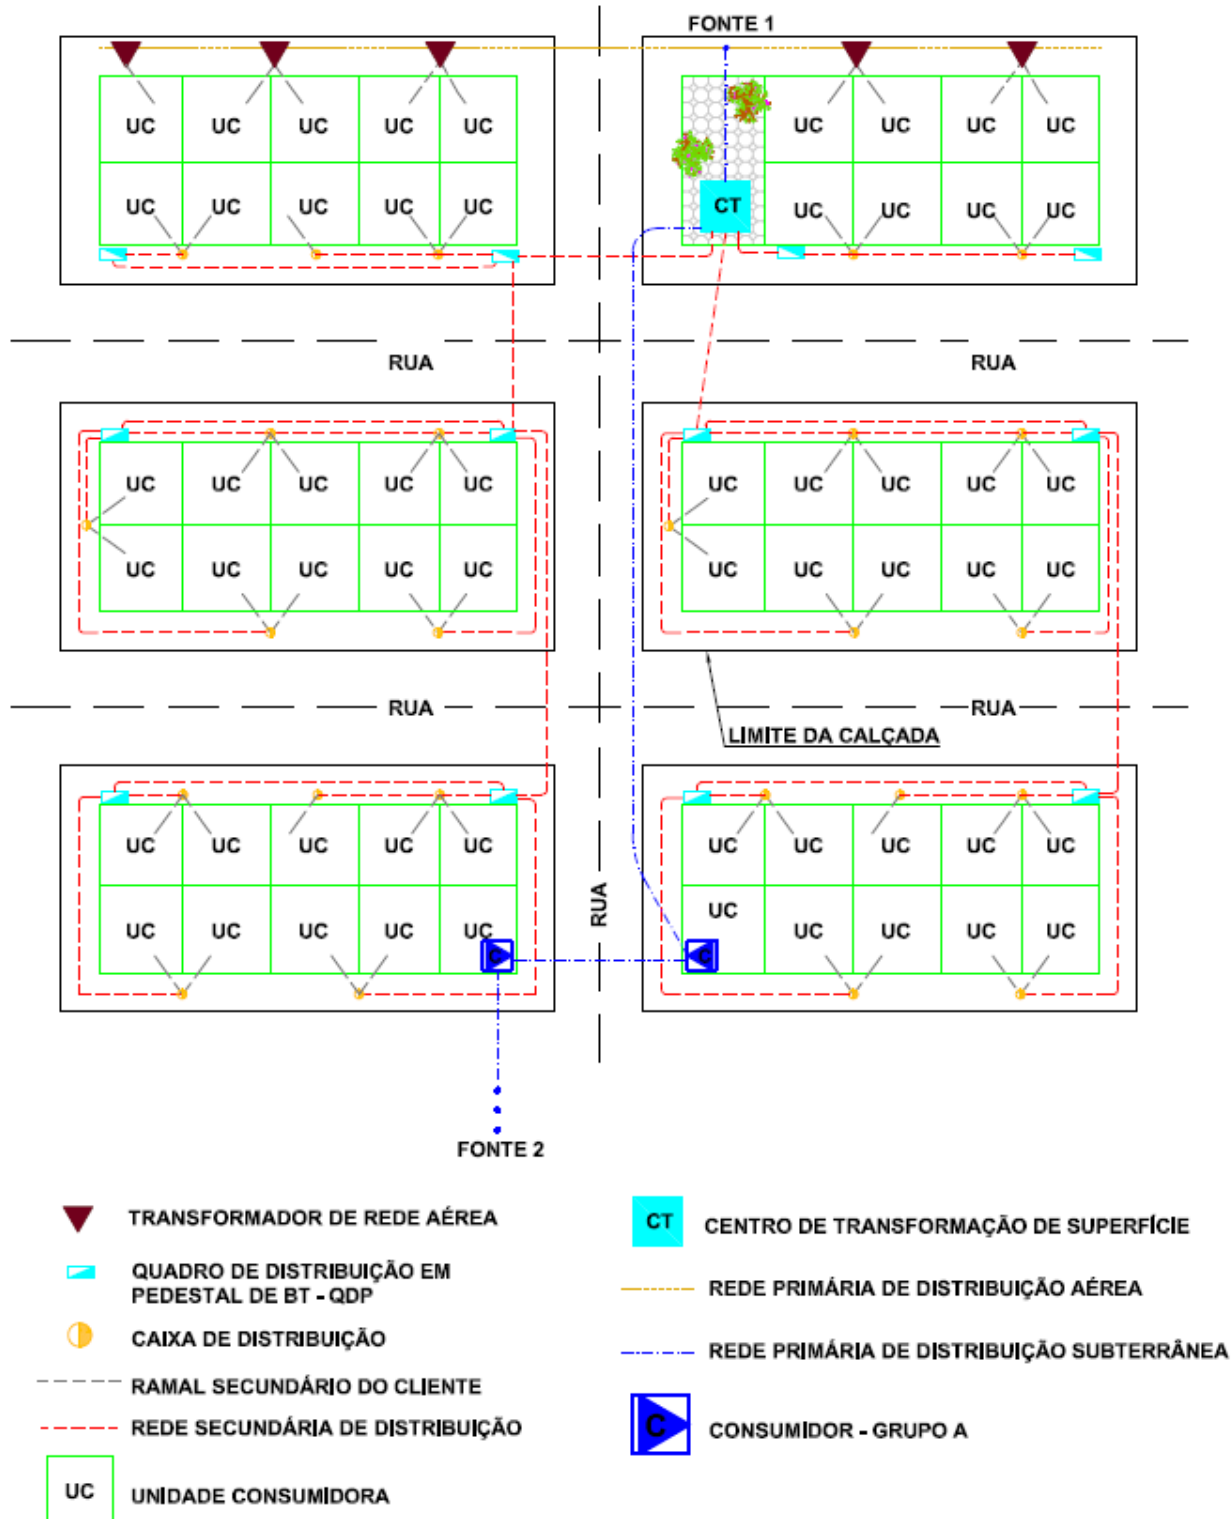 FONTE 1
UC UC UC UC UC
UC UC UC UC
UC UC UC UC UC
CT
UC UC UC UC
RUA
RUA
UC UC UC UC UC
UC UC UC UC UC
UC UC UC UC UC
UC UC UC UC UC
RUA
RUA
LIMITE DA CALÇADA
UC UC UC UC UC
UC UC UC UC UC
RUA
UC UC UC UC UC
C
UC UC UC UC UC
C
FONTE 2
TRANSFORMADOR DE REDE AÉREA
QUADRO DE DISTRIBUIÇÃO EM
PEDESTAL DE BT - QDP
CAIXA DE DISTRIBUIÇÃO
RAMAL SECUNDÁRIO DO CLIENTE
REDE SECUNDÁRIA DE DISTRIBUIÇÃO
UC
UNIDADE CONSUMIDORA
CT
CENTRO DE TRANSFORMAÇÃO DE SUPERFÍCIE
REDE PRIMÁRIA DE DISTRIBUIÇÃO AÉREA
REDE PRIMÁRIA DE DISTRIBUIÇÃO SUBTERRÂNEA
C
CONSUMIDOR - GRUPO A